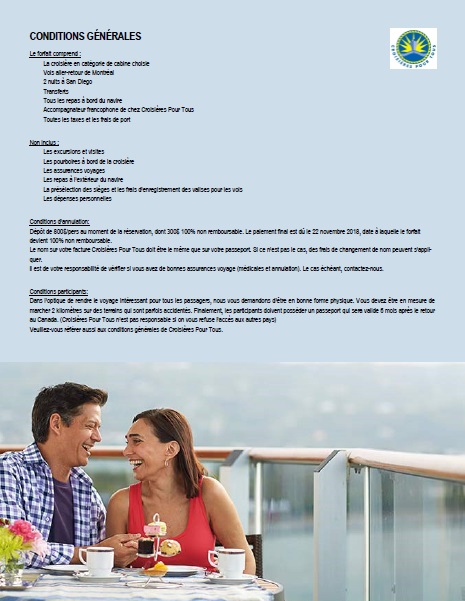 CONDITIONS GÉNÉRALES
CROISIÈRES POUR TOUS
Le forfait comprend :
La croisière en catégorie de cabine choisie
Vols aller-retour de Montréal
2 nuits à San Diego
Transferts
Tous les repas à bord du navire
Accompagnateur francophone de chez Croisières Pour Tous
Toutes les taxes et les frais de port
Non inclus :
Les excursions et visites
Les pourboires à bord de la croisière
Les assurances voyages
Les repas à l'extérieur du navire
La présélection des sièges et les frais d'enregistrement des valises pour les vols
Les dépenses personnelles
Conditions d'annulation:
Dépôt de 800$/pers au moment de la réservation, dont 300$ 100% non remboursable. Le paiement final est dû le 22 novembre 2018, date à laquelle le forfait
devient 100% non remboursable.
Le nom sur votre facture Croisières Pour Tous doit être le même que sur votre passeport. Si ce n'est pas le cas, des frais de changement de nom peuvent s'appli-
quer.
Il est de votre responsabilité de vérifier si vous avez de bonnes assurances voyage (médicales et annulation). Le cas échéant, contactez-nous.
Conditions participants:
Dans l'optique de rendre le voyage intéressant pour tous les passagers, nous vous demandons d'être en bonne forme physique. Vous devez être en mesure de
marcher 2 kilomètres sur des terrains qui sont parfois accidentés. Finalement, les participants doivent posséder un passeport qui sera valide 6 mois après le retour
au Canada. (Croisières Pour Tous n'est pas responsable si on vous refuse l'accès aux autres pays)
Veuillez-vous référer aussi aux conditions générales de Croisières Pour Tous.